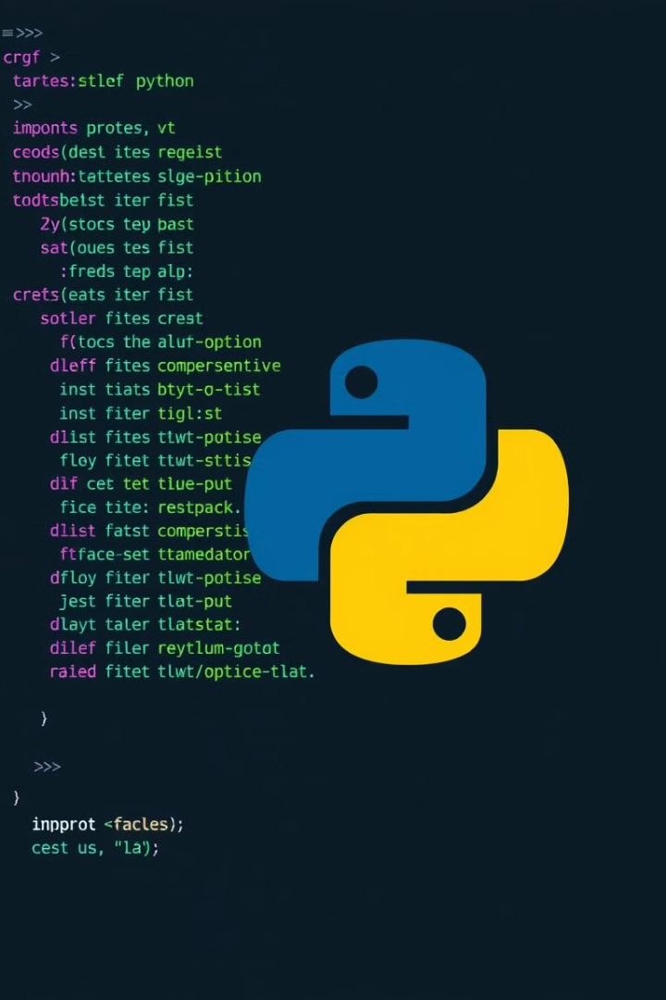 ≡>>>
crgf >
tartes:stlef python
>>
imponts protes, vt
ceods(dest ites regeist
tnounh:tattetes slge-pition
todtsbeist iter fist
2y(stocs tey bast
sat(oues tes fist
:freds tep alp:
crets(eats iter fist
sotler fites creat
f(tocs the aluf-option
dleff fites compersentive
inst tiats btyt-o-tist
inst fiter tigl:st
dlist fites tlwt-potise
floy fitet ttwt-sttise
dif cet tet tlue-put
fice tite: restpack.
dlist fatst comperstis
ftface-set ttamedator
dfloy fiter tlwt-potise
jest fiter tlat-put
dlayt taler tlatstat:
dilef filer reytlum-gotot
raied fitet tlwt/optice-tlat.
}
>>>
}
inpprot <facles);
cest us, "la');